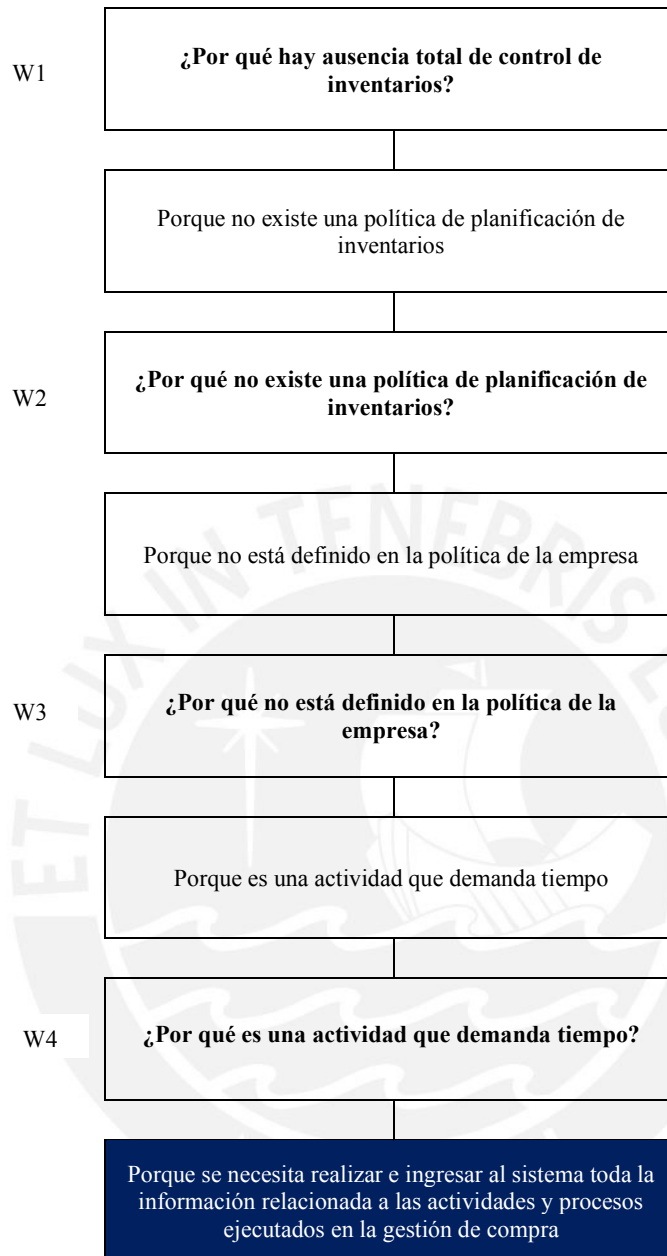 W1
¿Por qué hay ausencia total de control de
inventarios?
Porque no existe una política de planificación de
inventarios
W2
¿Por qué no existe una política de planificación de
inventarios?
Porque no está definido en la política de la empresa
W3
¿Por qué no está definido en la política de la
empresa?
Porque es una actividad que demanda tiempo
W4
¿Por qué es una actividad que demanda tiempo?
Porque se necesita realizar e ingresar al sistema toda la
información relacionada a las actividades y procesos
ejecutados en la gestión de compra
ET LUX IN TENEBRIS